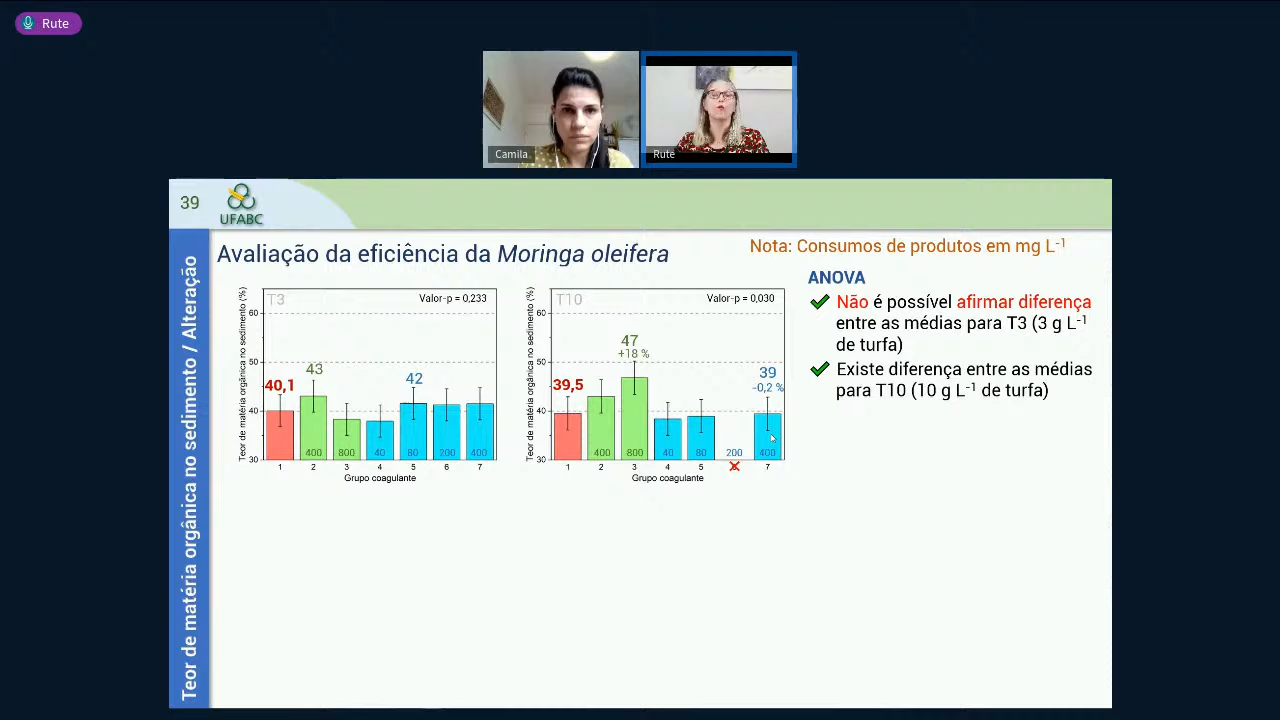 Rute
Camila
Rute
39
UFABC
Teor de matéria orgânica no sedimento / Alteração
Avaliação da eficiência da Moringa oleifera
Nota: Consumos de produtos em mg L⁻¹
Teor de matéria orgânica no sedimento (%)
T3
Valor-p = 0,233
60
50
40
30
40,1
43
42
400
800
40
80
200
400
1
2
3
4
5
6
7
Grupo coagulante
Teor de matéria orgânica no sedimento (%)
T10
Valor-p = 0,030
60
50
40
30
39,5
47
+18 %
39
-0,2 %
400
800
40
80
200
400
1
2
3
4
5
7
Grupo coagulante
ANOVA
Não é possível afirmar diferença
entre as médias para T3 (3 g L⁻¹
de turfa)
Existe diferença entre as médias
para T10 (10 g L⁻¹ de turfa)